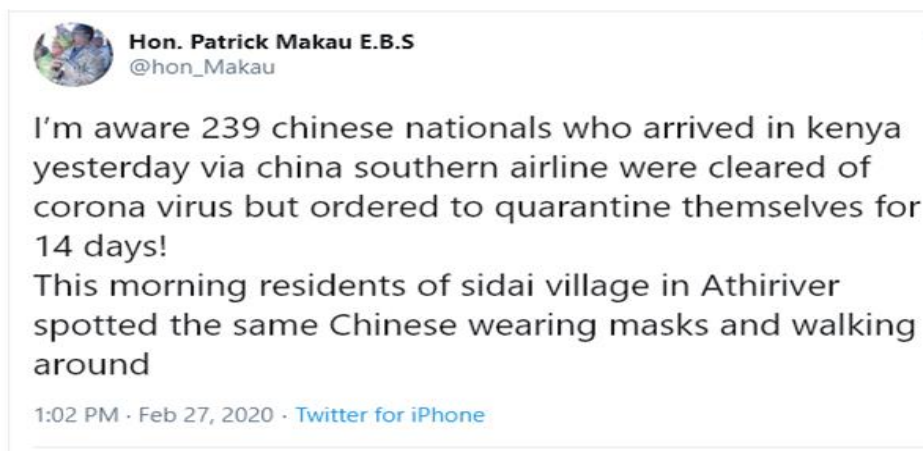 Hon. Patrick Makau E.B.S
@hon_Makau
I'm aware 239 chinese nationals who arrived in kenya
yesterday via china southern airline were cleared of
corona virus but ordered to quarantine themselves for
14 days!
This morning residents of sidai village in Athiriver
spotted the same Chinese wearing masks and walking
around
1:02 PM · Feb 27, 2020 · Twitter for iPhone